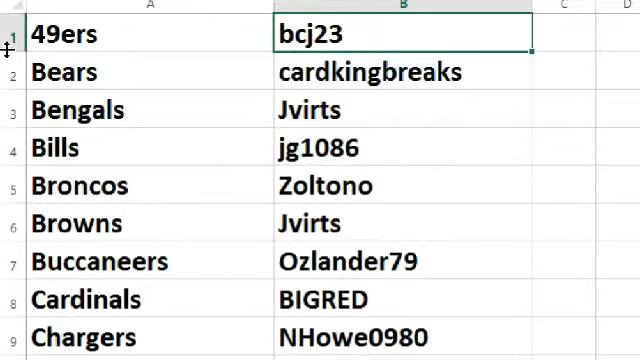 A B C D
1 49ers bcj23
2 Bears cardkingbreaks
3 Bengals Jvirts
4 Bills jg1086
5 Broncos Zoltono
6 Browns Jvirts
7 Buccaneers Ozlander79
8 Cardinals BIGRED
9 Chargers NHowe0980